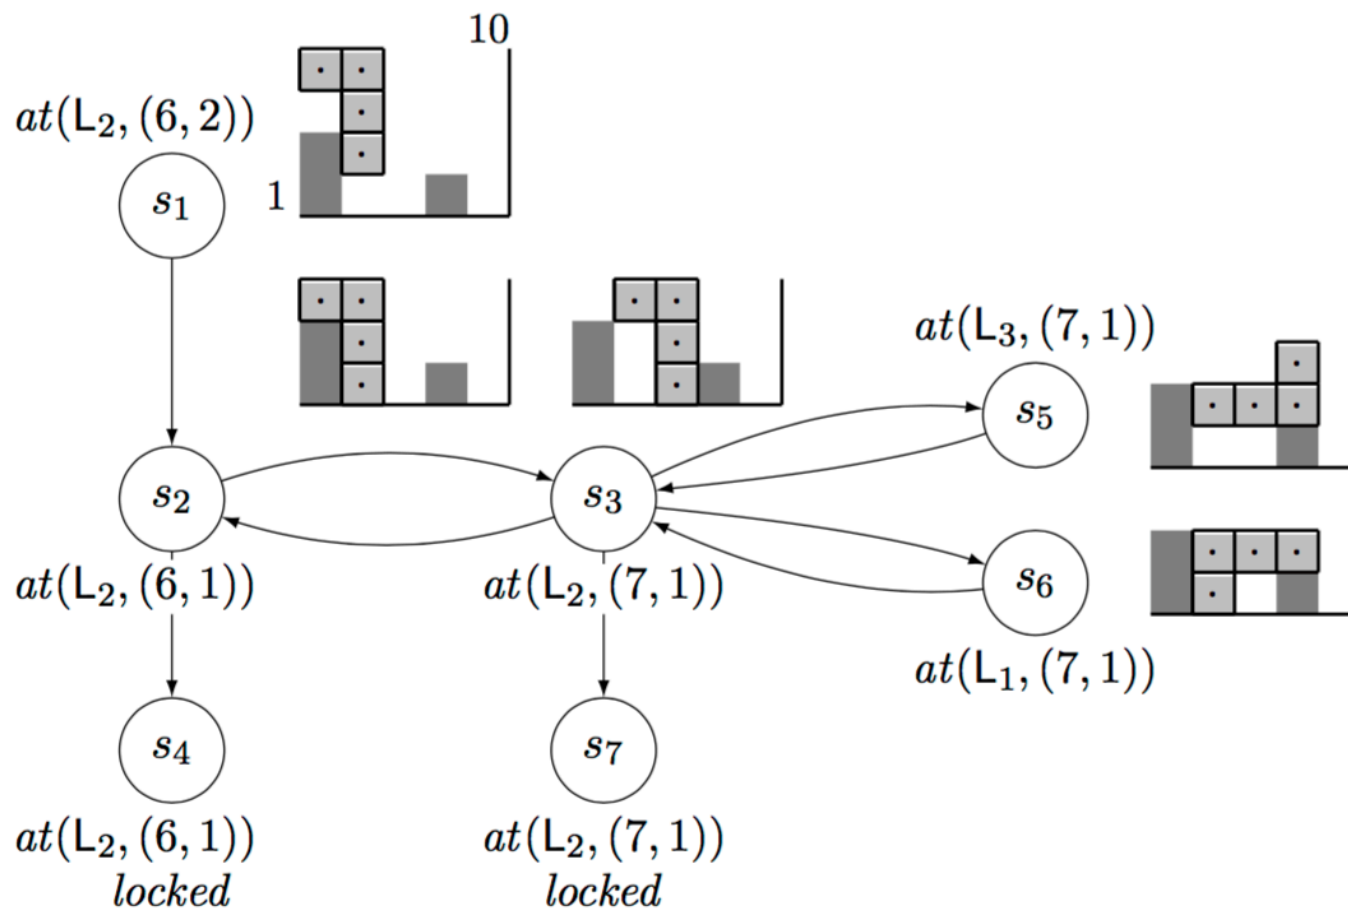 10
at(L₂, (6, 2))
s₁
1
at(L₃, (7, 1))
s₅
s₂
s₃
at(L₂, (6, 1))
at(L₂, (7, 1))
s₆
at(L₁, (7, 1))
s₄
s₇
at(L₂, (6, 1))
locked
at(L₂, (7, 1))
locked